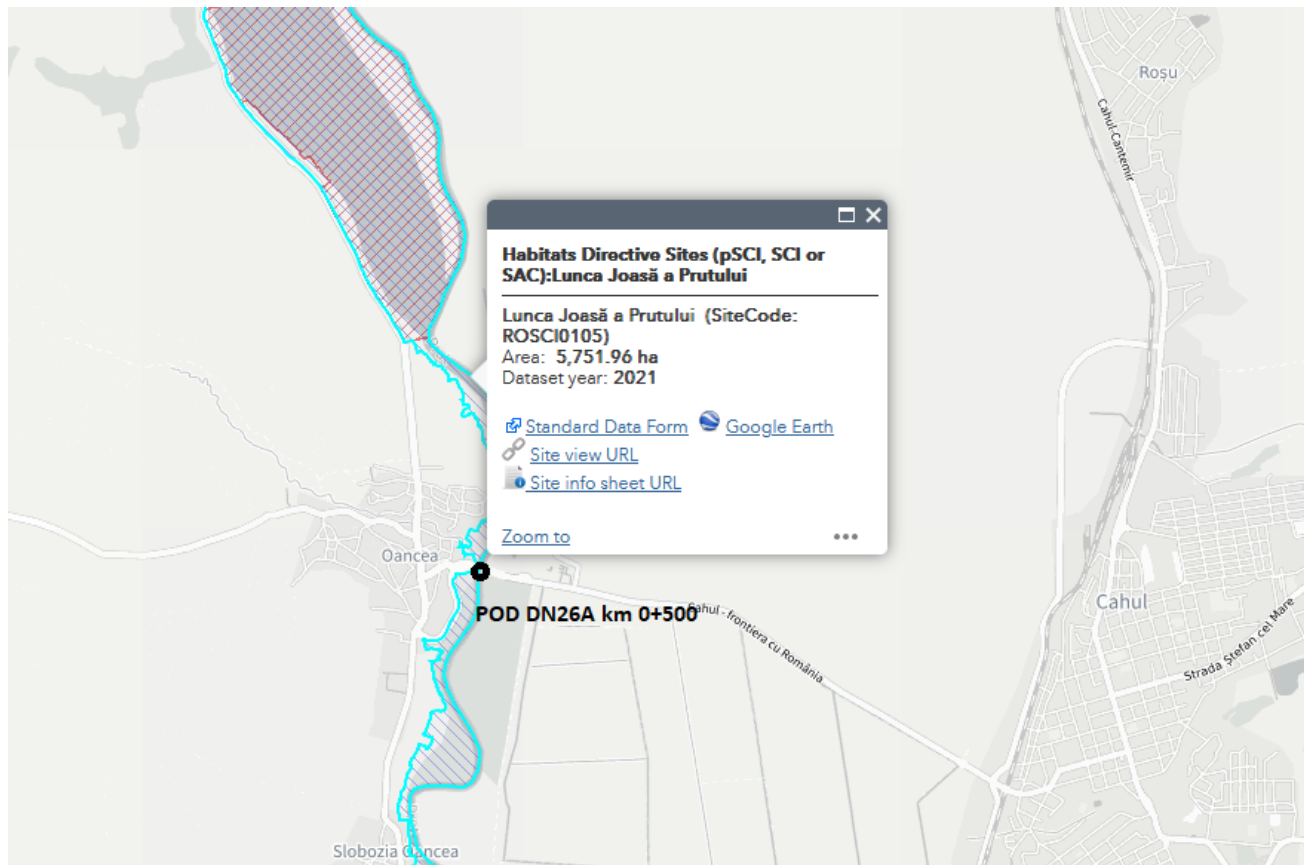 Roșu
Cahul-Cantemir
Habitats Directive Sites (pSCI, SCI or
SAC):Lunca Joasă a Prutului
Lunca Joasă a Prutului (SiteCode:
ROSCI0105)
Area: 5,751.96 ha
Dataset year: 2021
Standard Data Form Google Earth
Site view URL
Site info sheet URL
Zoom to
Oancea
POD DN26A km 0+500
Cahul - frontiera cu România
Cahul
Strada Ștefan cel Mare
Slobozia Oancea